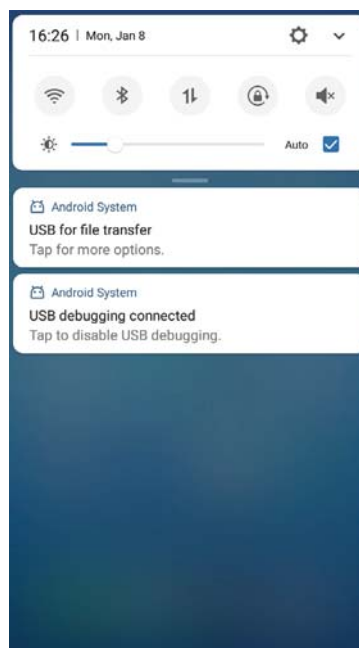 16:26 | Mon, Jan 8
Auto
Android System
USB for file transfer
Tap for more options.
Android System
USB debugging connected
Tap to disable USB debugging.